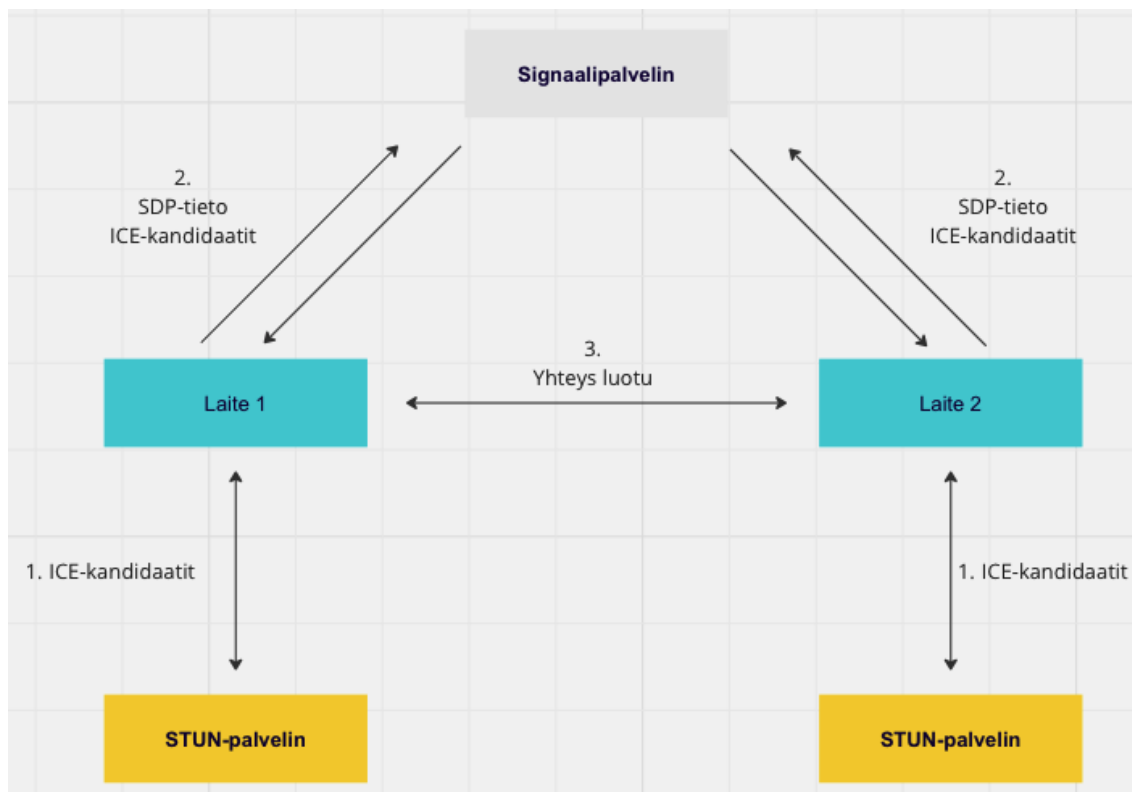 Signaalipalvelin
2.
SDP-tieto
ICE-kandidaatit
2.
SDP-tieto
ICE-kandidaatit
3.
Yhteys luotu
Laite 1
Laite 2
1. ICE-kandidaatit
1. ICE-kandidaatit
STUN-palvelin
STUN-palvelin